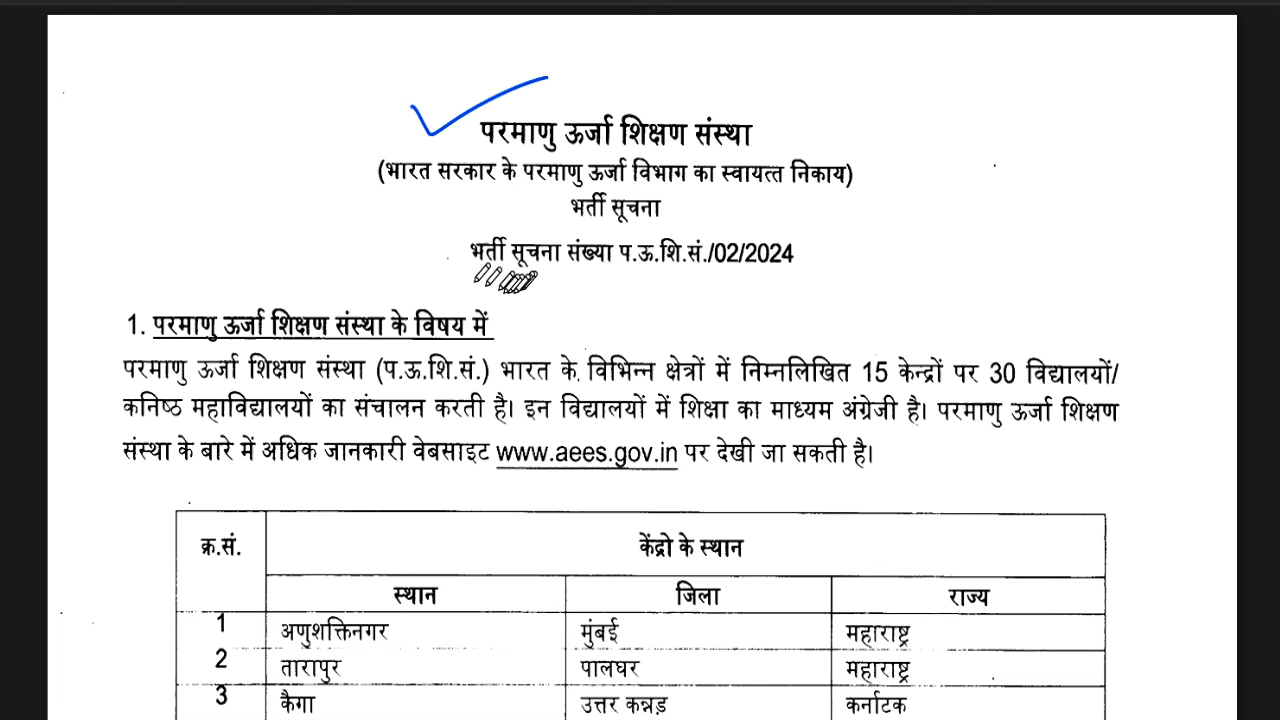 परमाणु ऊर्जा शिक्षण संस्था
(भारत सरकार के परमाणु ऊर्जा विभाग का स्वायत्त निकाय)
भर्ती सूचना
भर्ती सूचना संख्या प.ऊ.शि.सं./02/2024
1. परमाणु ऊर्जा शिक्षण संस्था के विषय में
परमाणु ऊर्जा शिक्षण संस्था (प.ऊ.शि.सं.) भारत के विभिन्न क्षेत्रों में निम्नलिखित 15 केन्द्रों पर 30 विद्यालयों/
कनिष्ठ महाविद्यालयों का संचालन करती है। इन विद्यालयों में शिक्षा का माध्यम अंग्रेजी है। परमाणु ऊर्जा शिक्षण
संस्था के बारे में अधिक जानकारी वेबसाइट www.aees.gov.in पर देखी जा सकती है।
क्र.सं. केंद्रो के स्थान
स्थान जिला राज्य
1 अणुशक्तिनगर मुंबई महाराष्ट्र
2 तारापुर पालघर महाराष्ट्र
3 कैगा उत्तर कन्नड़ कर्नाटक